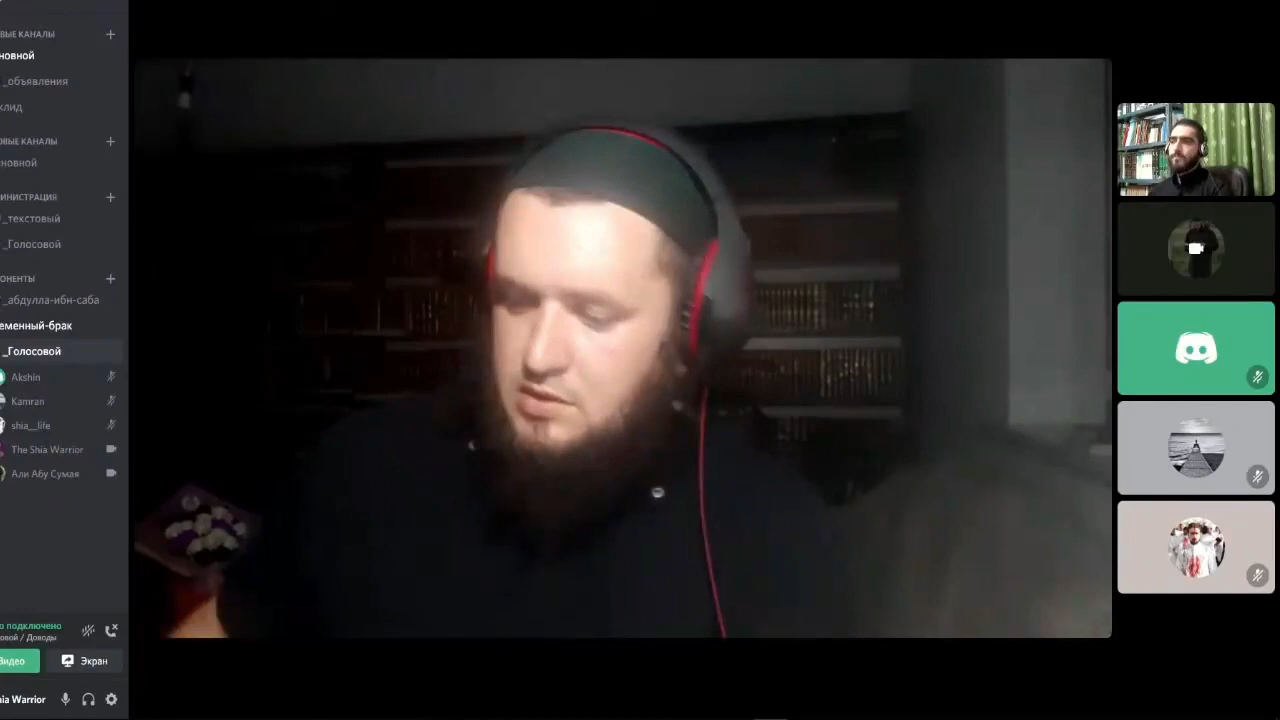 ВЫЕ КАНАЛЫ
новной
_объявления
клид
ОВЫЕ КАНАЛЫ
новной
ИНИСТРАЦИЯ
_текстовый
_Голосовой
ОНЕНТЫ
_абдулла-ибн-саба
еменный-брак
_Голосовой
Akshin
Kamran
shia__life
The Shia Warrior
Али Абу Сумая
о подключено
овой / Доводы
Видео
Экран
hia Warrior